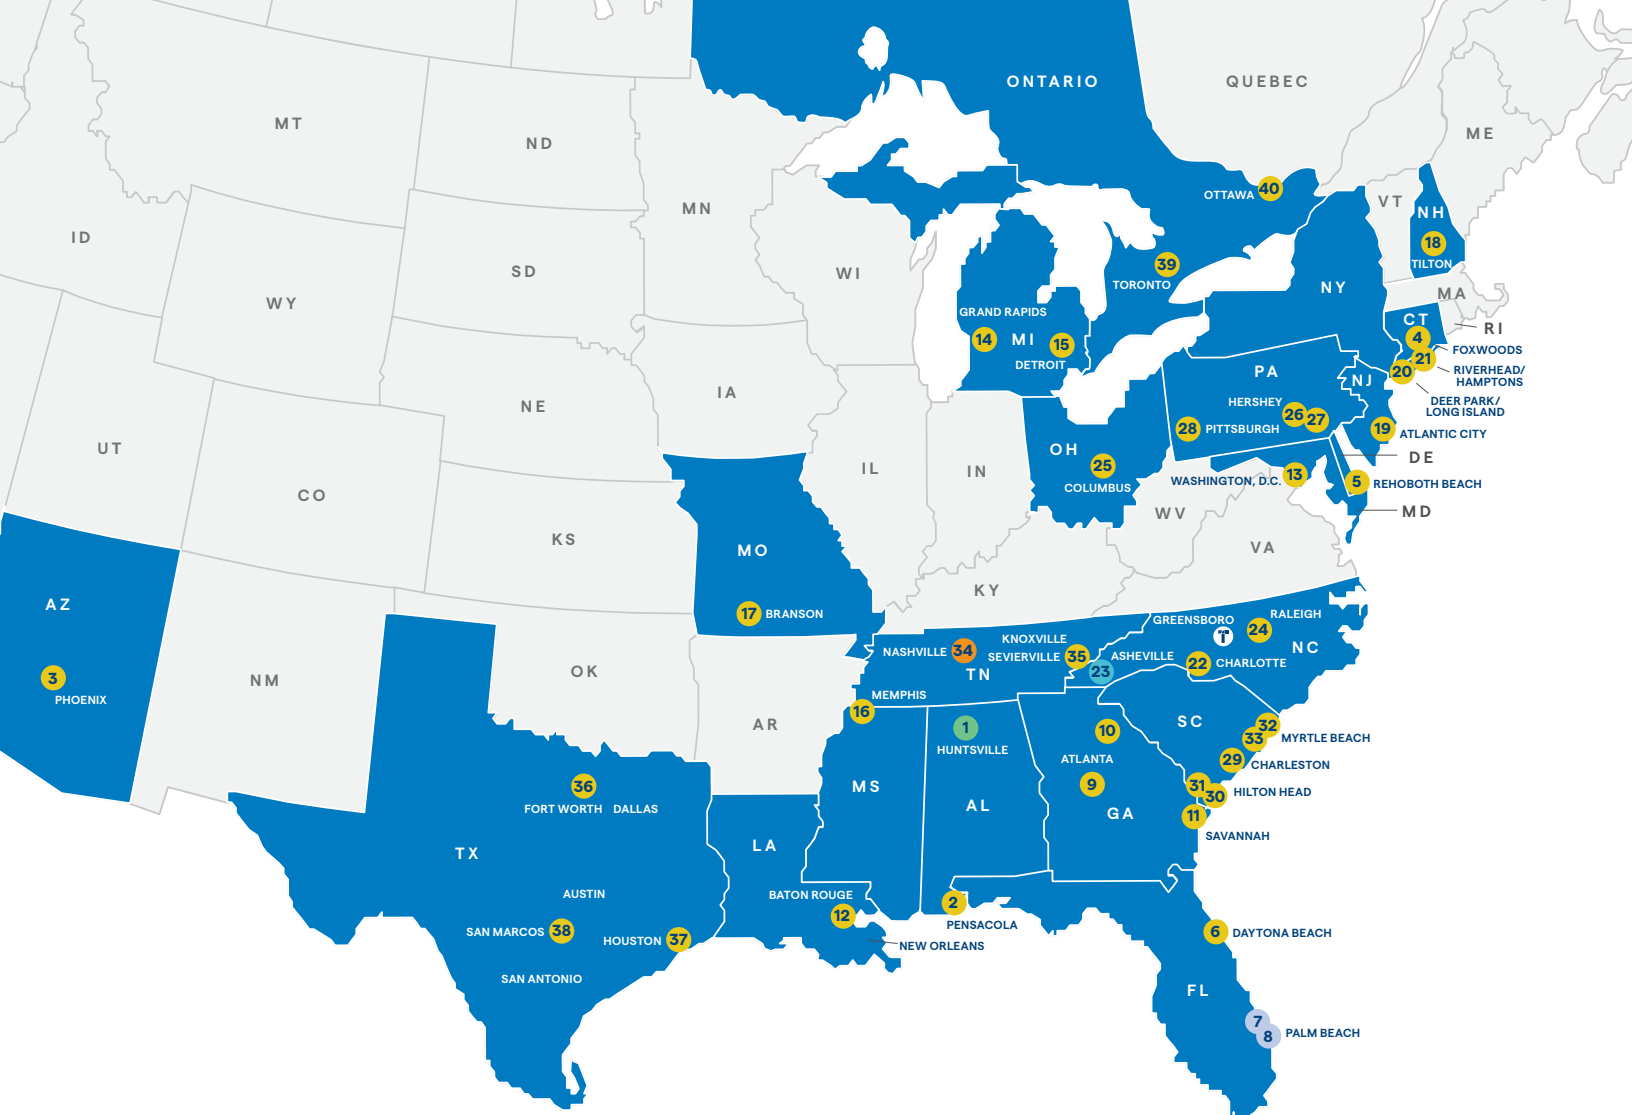 ONTARIO
QUEBEC
MT
ND
ME
MN
OTTAWA 40
VT
NH
18
TILTON
ID
SD
WI
39
TORONTO
WY
NY
MA
GRAND RAPIDS
14
MI
15
DETROIT
CT
4
RI
FOXWOODS
21
20
RIVERHEAD/
HAMPTONS
PA
NJ
DEER PARK/
LONG ISLAND
IA
NE
HERSHEY
26
27
28 PITTSBURGH
19 ATLANTIC CITY
UT
OH
DE
IL
IN
25
COLUMBUS
WASHINGTON, D.C. 13
5 REHOBOTH BEACH
CO
MD
WV
KS
VA
MO
KY
AZ
17 BRANSON
GREENSBORO
RALEIGH
24
T
NC
KNOXVILLE
NASHVILLE 34
SEVIERVILLE 35
ASHEVILLE
23
22 CHARLOTTE
TN
3
PHOENIX
NM
OK
MEMPHIS
16
AR
1
HUNTSVILLE
SC
10
32
33
MYRTLE BEACH
ATLANTA
29 CHARLESTON
9
31
30
HILTON HEAD
36
FORT WORTH DALLAS
MS
AL
GA
11
SAVANNAH
TX
LA
AUSTIN
BATON ROUGE
12
2
PENSACOLA
SAN MARCOS 38
HOUSTON 37
NEW ORLEANS
6 DAYTONA BEACH
SAN ANTONIO
FL
7
8
PALM BEACH